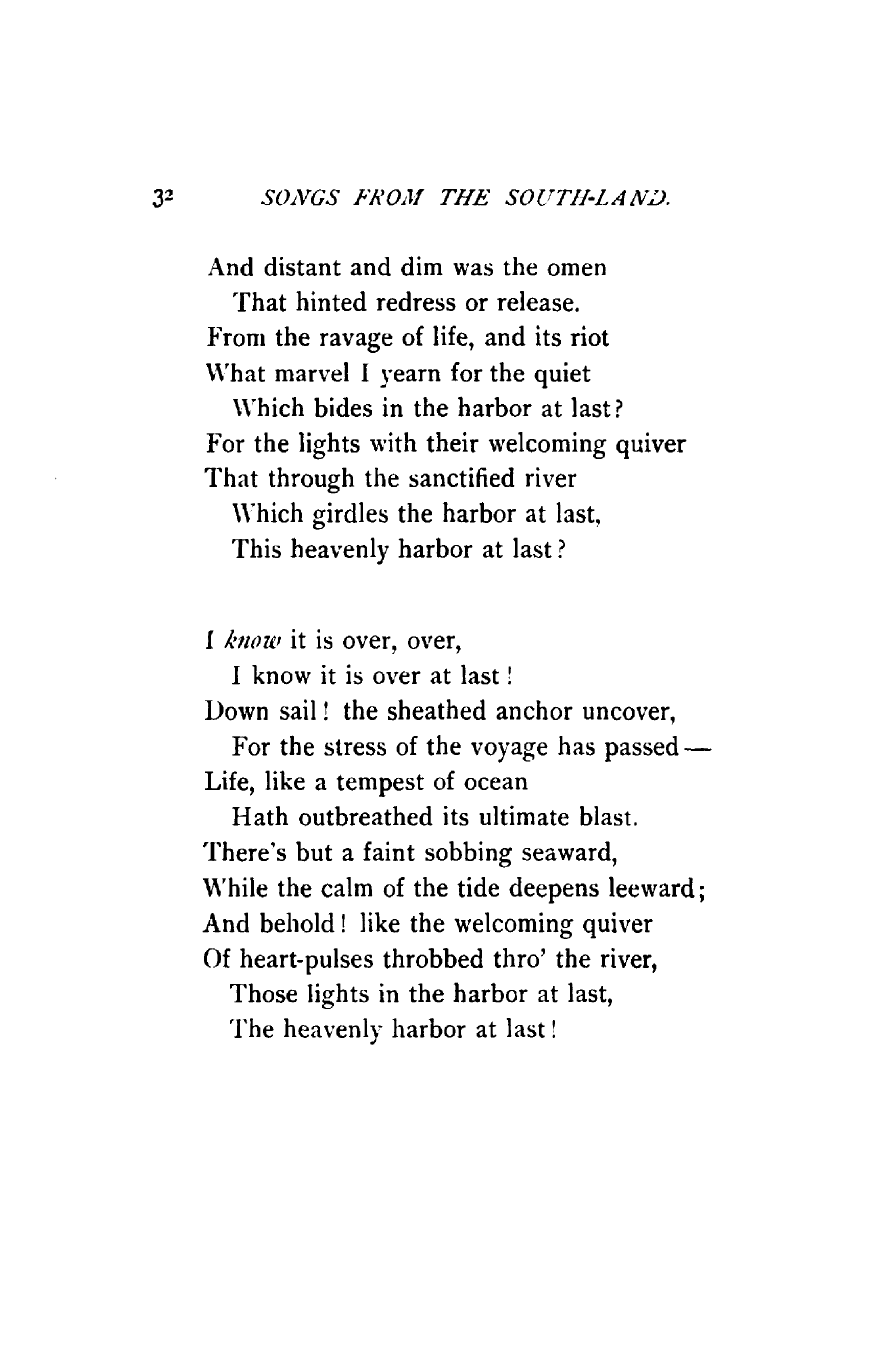 32 SONGS FROM THE SOUTH-LAND.
And distant and dim was the omen
That hinted redress or release.
From the ravage of life, and its riot
What marvel I yearn for the quiet
Which bides in the harbor at last?
For the lights with their welcoming quiver
That through the sanctified river
Which girdles the harbor at last,
This heavenly harbor at last?
I know it is over, over,
I know it is over at last!
Down sail! the sheathed anchor uncover,
For the stress of the voyage has passed—
Life, like a tempest of ocean
Hath outbreathed its ultimate blast.
There's but a faint sobbing seaward,
While the calm of the tide deepens leeward;
And behold! like the welcoming quiver
Of heart-pulses throbbed thro' the river,
Those lights in the harbor at last,
The heavenly harbor at last!